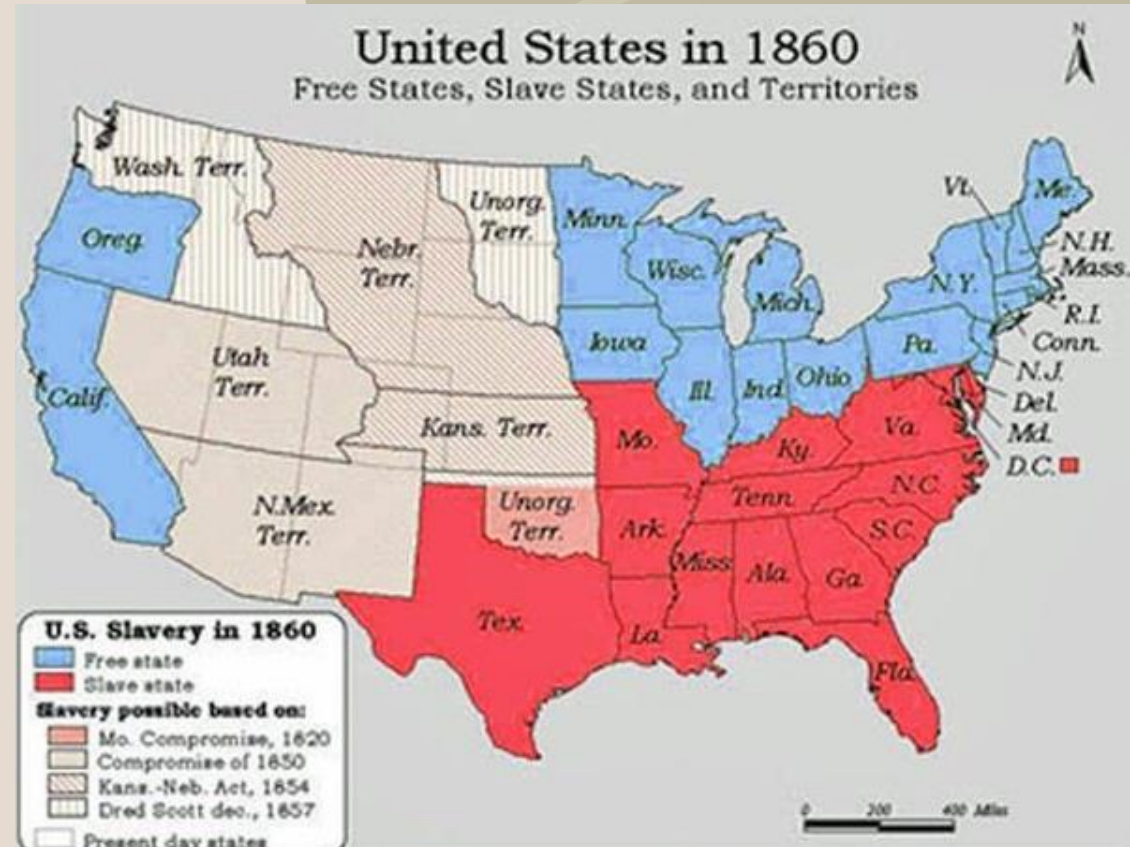 United States in 1860
Free States, Slave States, and Territories
N
Wash. Terr.
Oreg.
Nebr.
Terr.
Unorg.
Terr.
Minn.
Wisc.
Mich.
Vt.
Me.
N.H.
Mass.
N.Y.
R.I.
Conn.
Iowa
Pa.
N.J.
Utah
Terr.
Calif.
Ill.
Ind.
Ohio
Del.
Md.
D.C.
Kans. Terr.
Mo.
Ky.
Va.
N.Mex.
Terr.
Unorg.
Terr.
Tenn.
N.C.
Ark.
S.C.
Miss.
Ala.
Ga.
Tex.
La.
Fla.
U.S. Slavery in 1860
Free state
Slave state
Slavery possible based on:
Mo. Compromise, 1820
Compromise of 1850
Kans.-Neb. Act, 1854
Dred Scott dec., 1857
Present day states
0 200 400 Miles